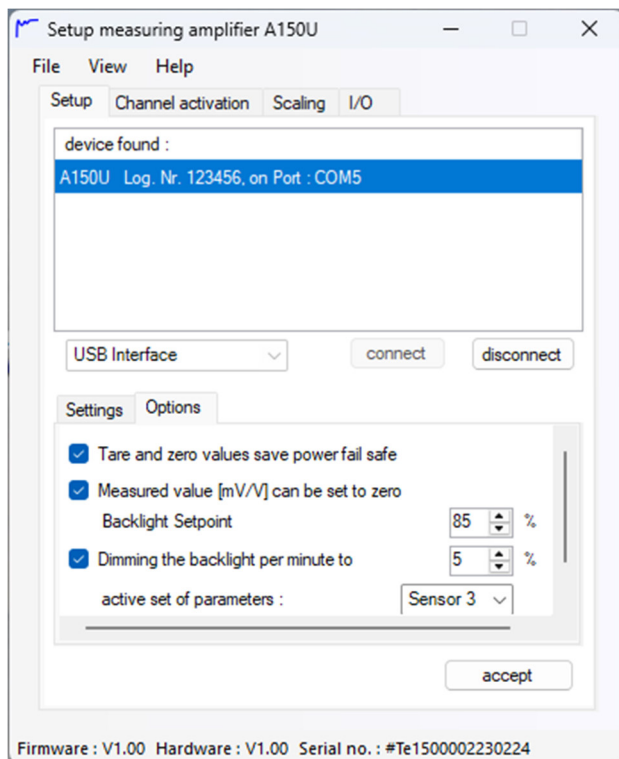 Setup measuring amplifier A150U
File View Help
Setup Channel activation Scaling I/O
device found :
A150U Log. Nr. 123456, on Port : COM5
USB Interface connect disconnect
Settings Options
Tare and zero values save power fail safe
Measured value [mV/V] can be set to zero
Backlight Setpoint 85 %
Dimming the backlight per minute to 5 %
active set of parameters : Sensor 3
accept
Firmware : V1.00 Hardware : V1.00 Serial no. : #Te1500002230224